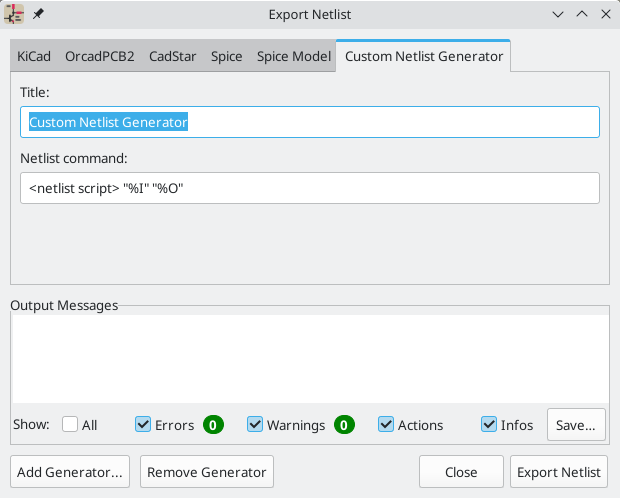 Export Netlist
KiCad OrcadPCB2 CadStar Spice Spice Model Custom Netlist Generator
Title:
Custom Netlist Generator
Netlist command:
<netlist script> "%I" "%O"
Output Messages
Show: All Errors 0 Warnings 0 Actions Infos Save...
Add Generator... Remove Generator Close Export Netlist